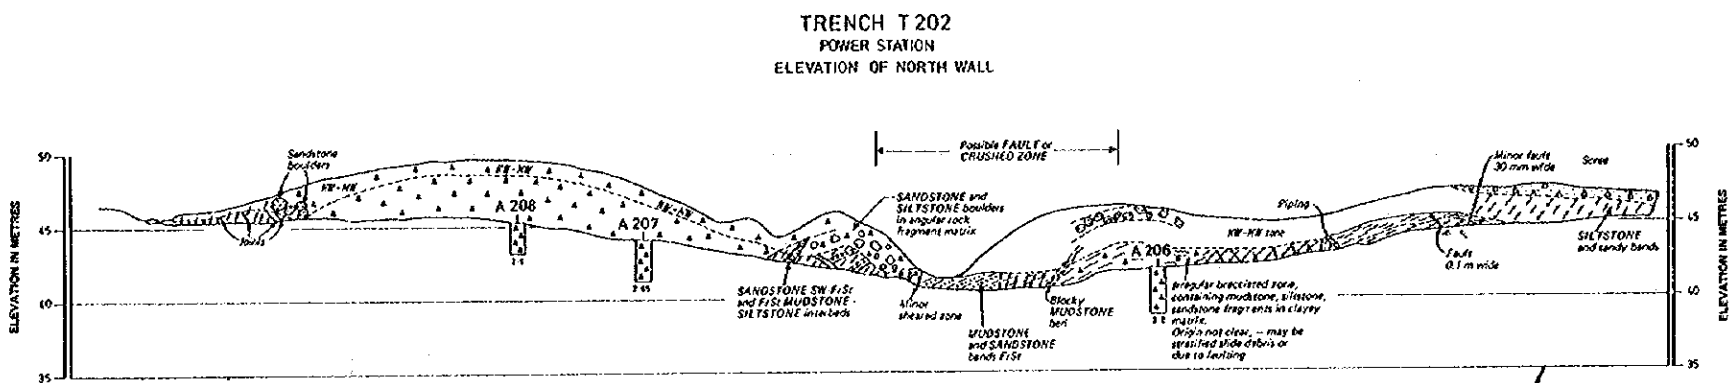 TRENCH T 202
POWER STATION
ELEVATION OF NORTH WALL
Possible FAULT or
CRUSHED ZONE
Sandstone
boulders
Minor fault
30 mm wide
Scree
SANDSTONE and
SILTSTONE boulders
in angular rock
fragment matrix
A 208
A 207
A 206
Joints
Piping
SILTSTONE
and sandy bands
Fault
0.1 m wide
SANDSTONE SW-FrSt
and FrSt MUDSTONE -
SILTSTONE interbeds
Minor
sheared zone
MUDSTONE
and SANDSTONE
bands FrSt
Blocky
MUDSTONE
Irregular brecciated zone,
containing mudstone, siltstone,
sandstone fragments in clayey
matrix.
Origin not clear, - may be
stratified slide debris or
due to faulting
ELEVATION IN METRES
50
45
40
35
ELEVATION IN METRES
50
45
40
35